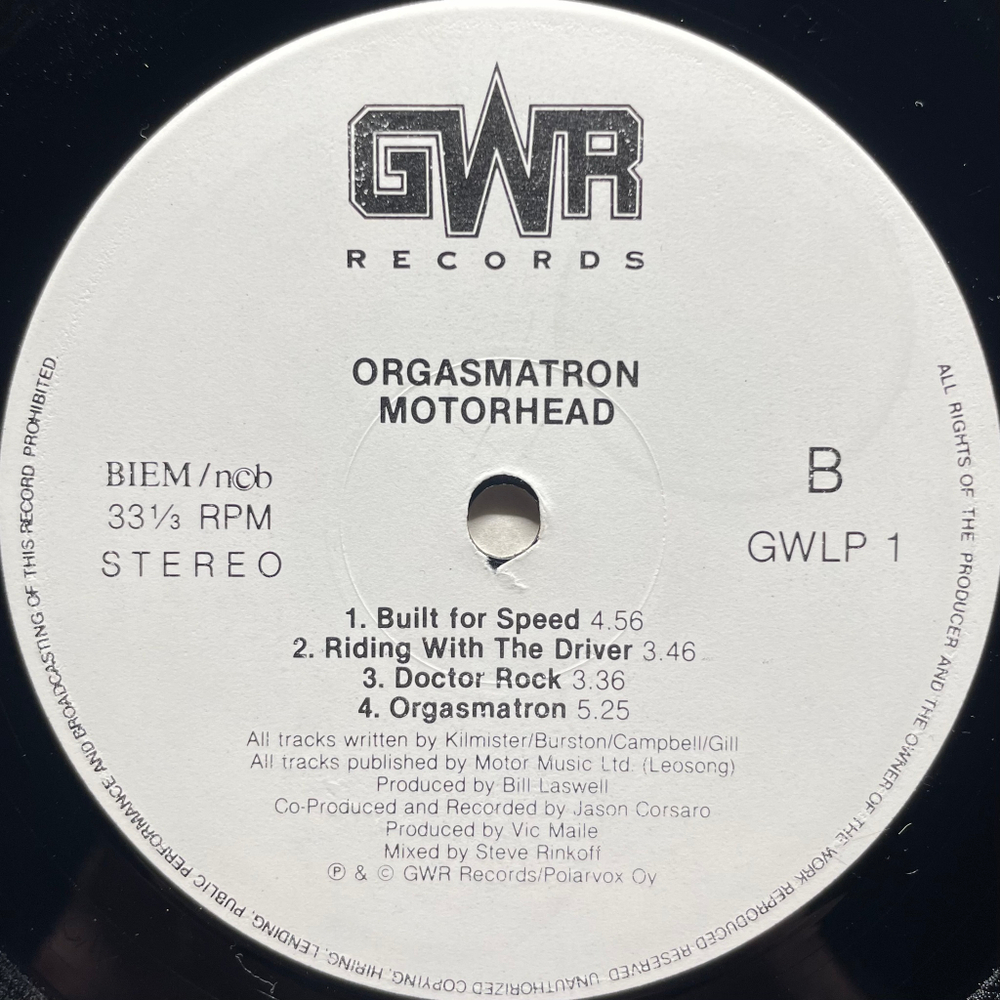 GWR
RECORDS
ORGASMATRON
MOTORHEAD
BIEM/n©b
33⅓ RPM
STEREO
B
GWLP 1
1. Built for Speed 4.56
2. Riding With The Driver 3.46
3. Doctor Rock 3.36
4. Orgasmatron 5.25
All tracks written by Kilmister/Burston/Campbell/Gill
All tracks published by Motor Music Ltd. (Leosong)
Produced by Bill Laswell
Co-Produced and Recorded by Jason Corsaro
Produced by Vic Maile
Mixed by Steve Rinkoff
℗ & © GWR Records/Polarvox Oy
ALL RIGHTS OF THE PRODUCER AND THE OWNER OF THE WORK REPRODUCED RESERVED. UNAUTHORIZED COPYING, HIRING, LENDING, PUBLIC PERFORMANCE AND BROADCASTING OF THIS RECORD PROHIBITED.